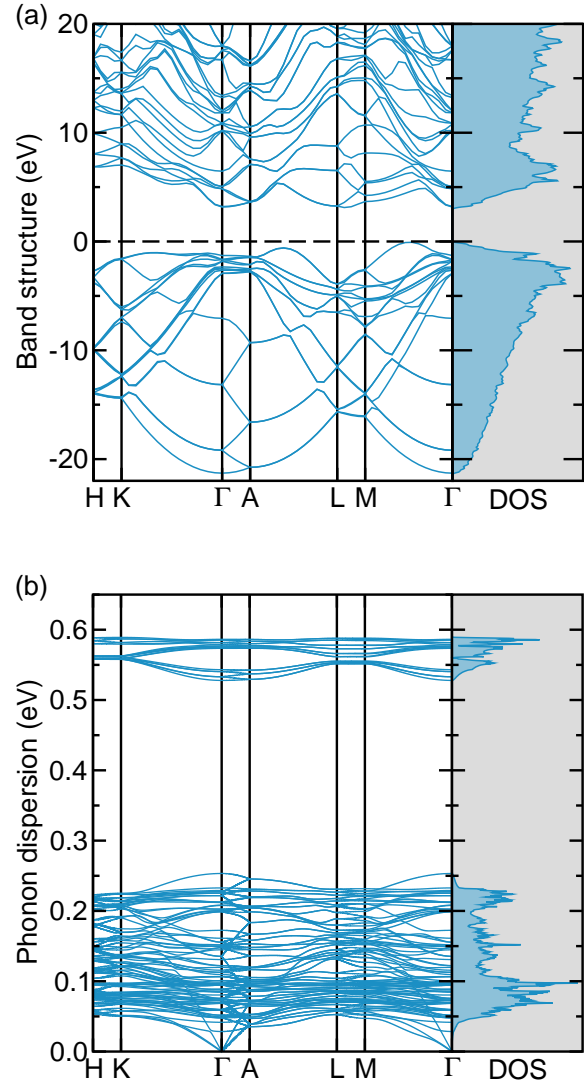 (a)
Band structure (eV)
20
10
0
-10
-20
H K Γ A L M Γ DOS
(b)
Phonon dispersion (eV)
0.6
0.5
0.4
0.3
0.2
0.1
0.0
H K Γ A L M Γ DOS